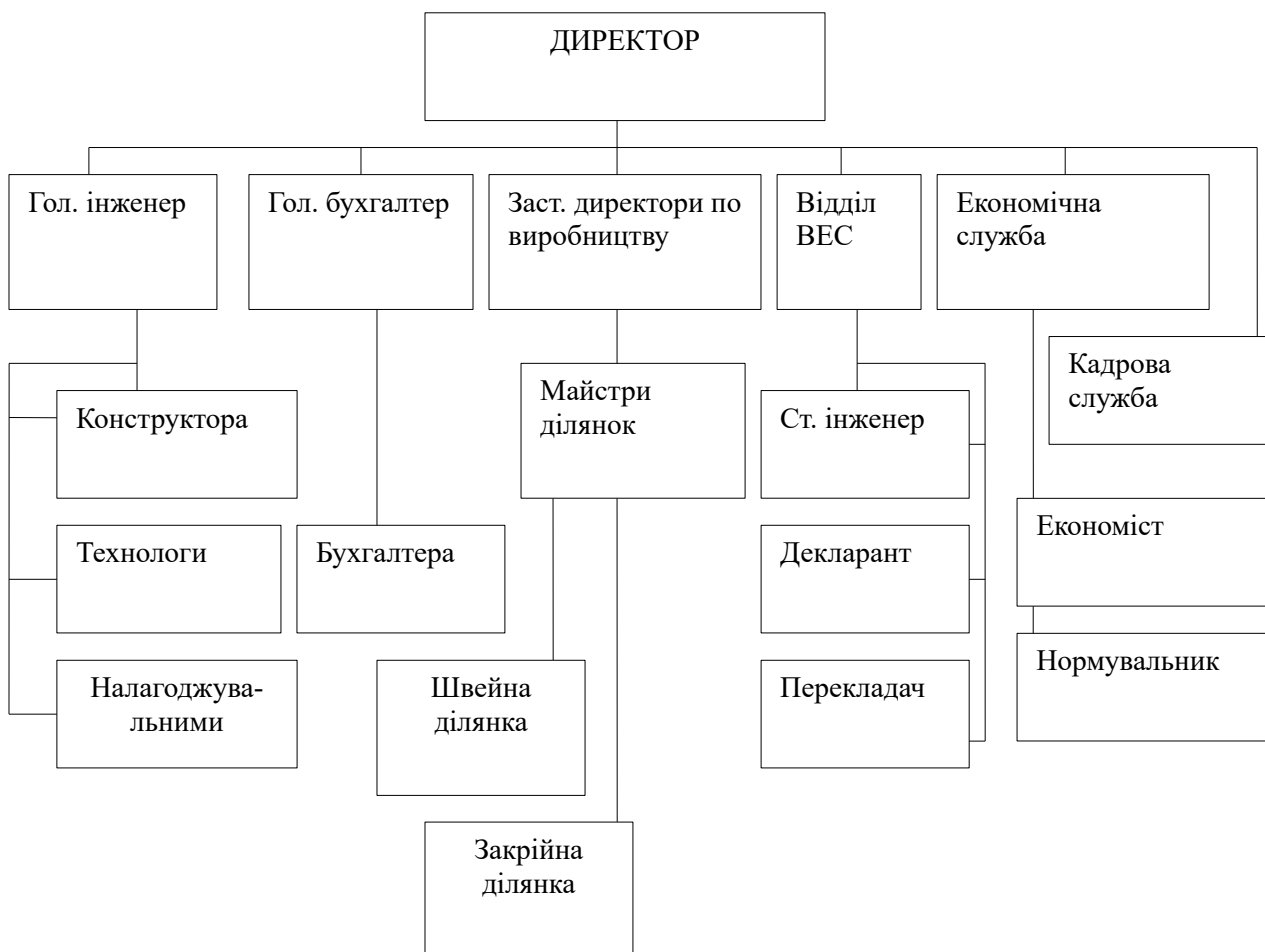 ДИРЕКТОР
Гол. інженер
Гол. бухгалтер
Заст. директори по
виробництву
Відділ
ВЕС
Економічна
служба
Кадрова
служба
Конструктора
Майстри
ділянок
Ст. інженер
Технологи
Бухгалтера
Декларант
Економіст
Налагоджува-
льними
Швейна
ділянка
Перекладач
Нормувальник
Закрійна
ділянка